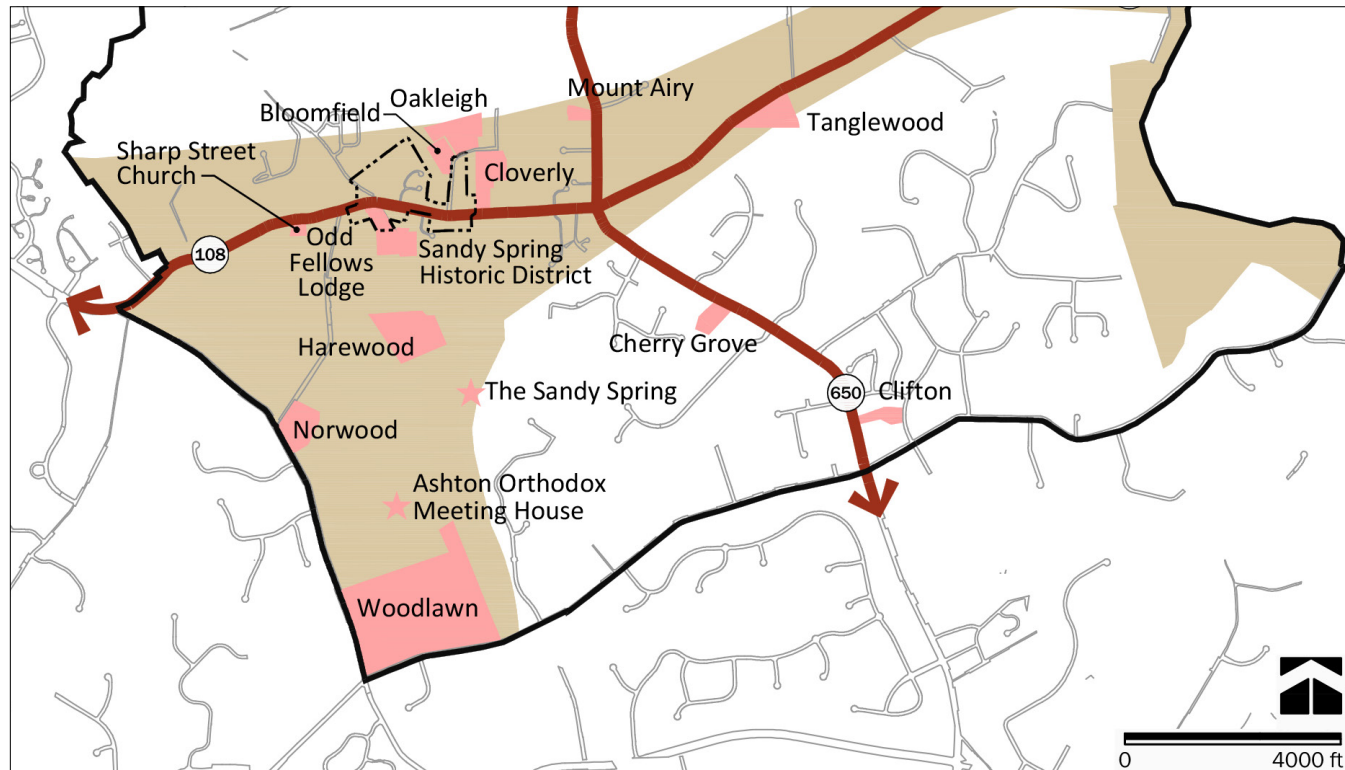 Mount Airy
Oakleigh
Bloomfield
Tanglewood
Sharp Street
Church
Cloverly
108
Odd
Fellows
Lodge
Sandy Spring
Historic District
Harewood
Cherry Grove
The Sandy Spring
650
Clifton
Norwood
Ashton Orthodox
Meeting House
Woodlawn
0
4000 ft